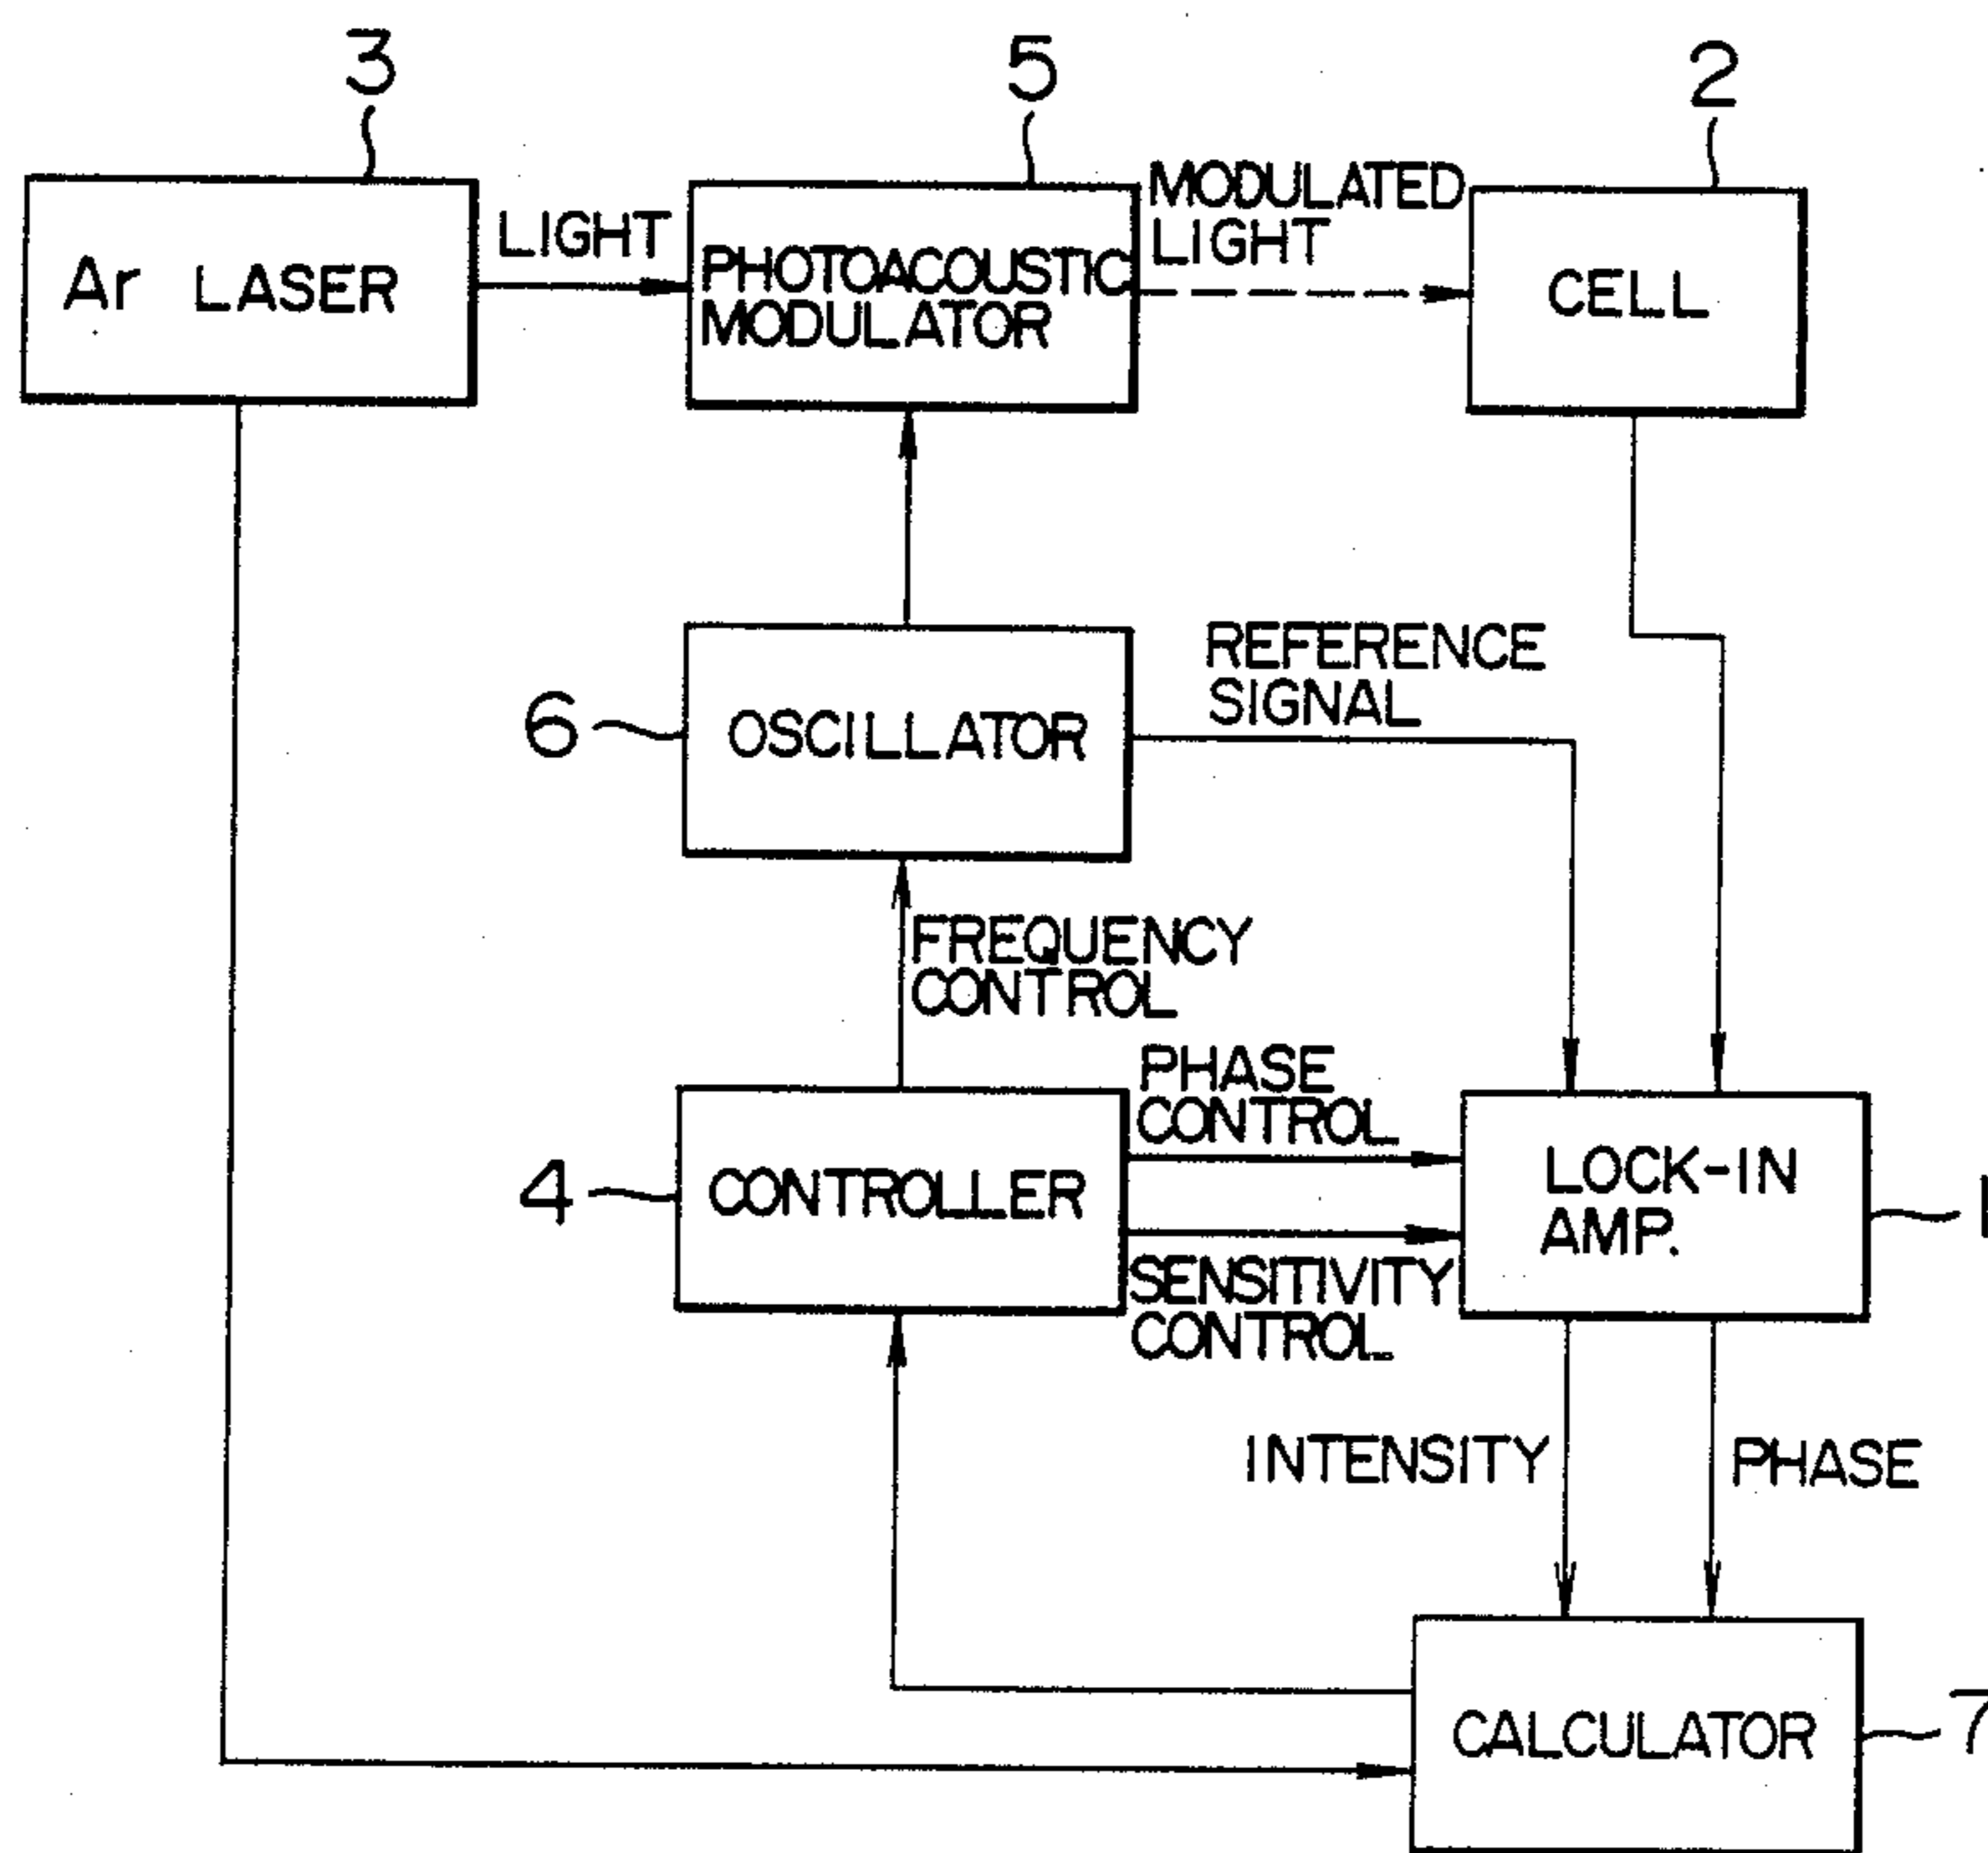 3
5
2
Ar LASER
LIGHT
PHOTOACOUSTIC
MODULATOR
MODULATED
LIGHT
CELL
6
OSCILLATOR
REFERENCE
SIGNAL
FREQUENCY
CONTROL
4
CONTROLLER
PHASE
CONTROL
SENSITIVITY
CONTROL
LOCK-IN
AMP.
1
INTENSITY
PHASE
CALCULATOR
7